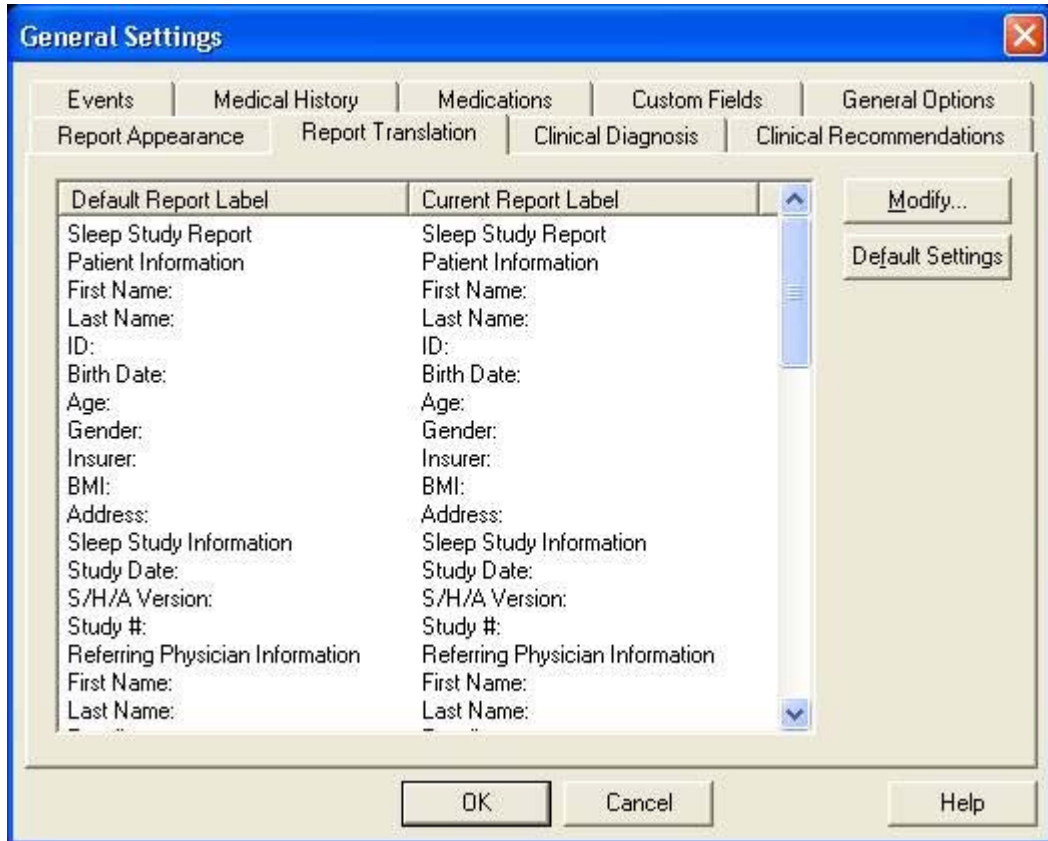 General Settings
Events Medical History Medications Custom Fields General Options
Report Appearance Report Translation Clinical Diagnosis Clinical Recommendations
Default Report Label Current Report Label Modify...
Sleep Study Report Sleep Study Report
Patient Information Patient Information Default Settings
First Name: First Name:
Last Name: Last Name:
ID: ID:
Birth Date: Birth Date:
Age: Age:
Gender: Gender:
Insurer: Insurer:
BMI: BMI:
Address: Address:
Sleep Study Information Sleep Study Information
Study Date: Study Date:
S/H/A Version: S/H/A Version:
Study #: Study #:
Referring Physician Information Referring Physician Information
First Name: First Name:
Last Name: Last Name:
OK Cancel Help